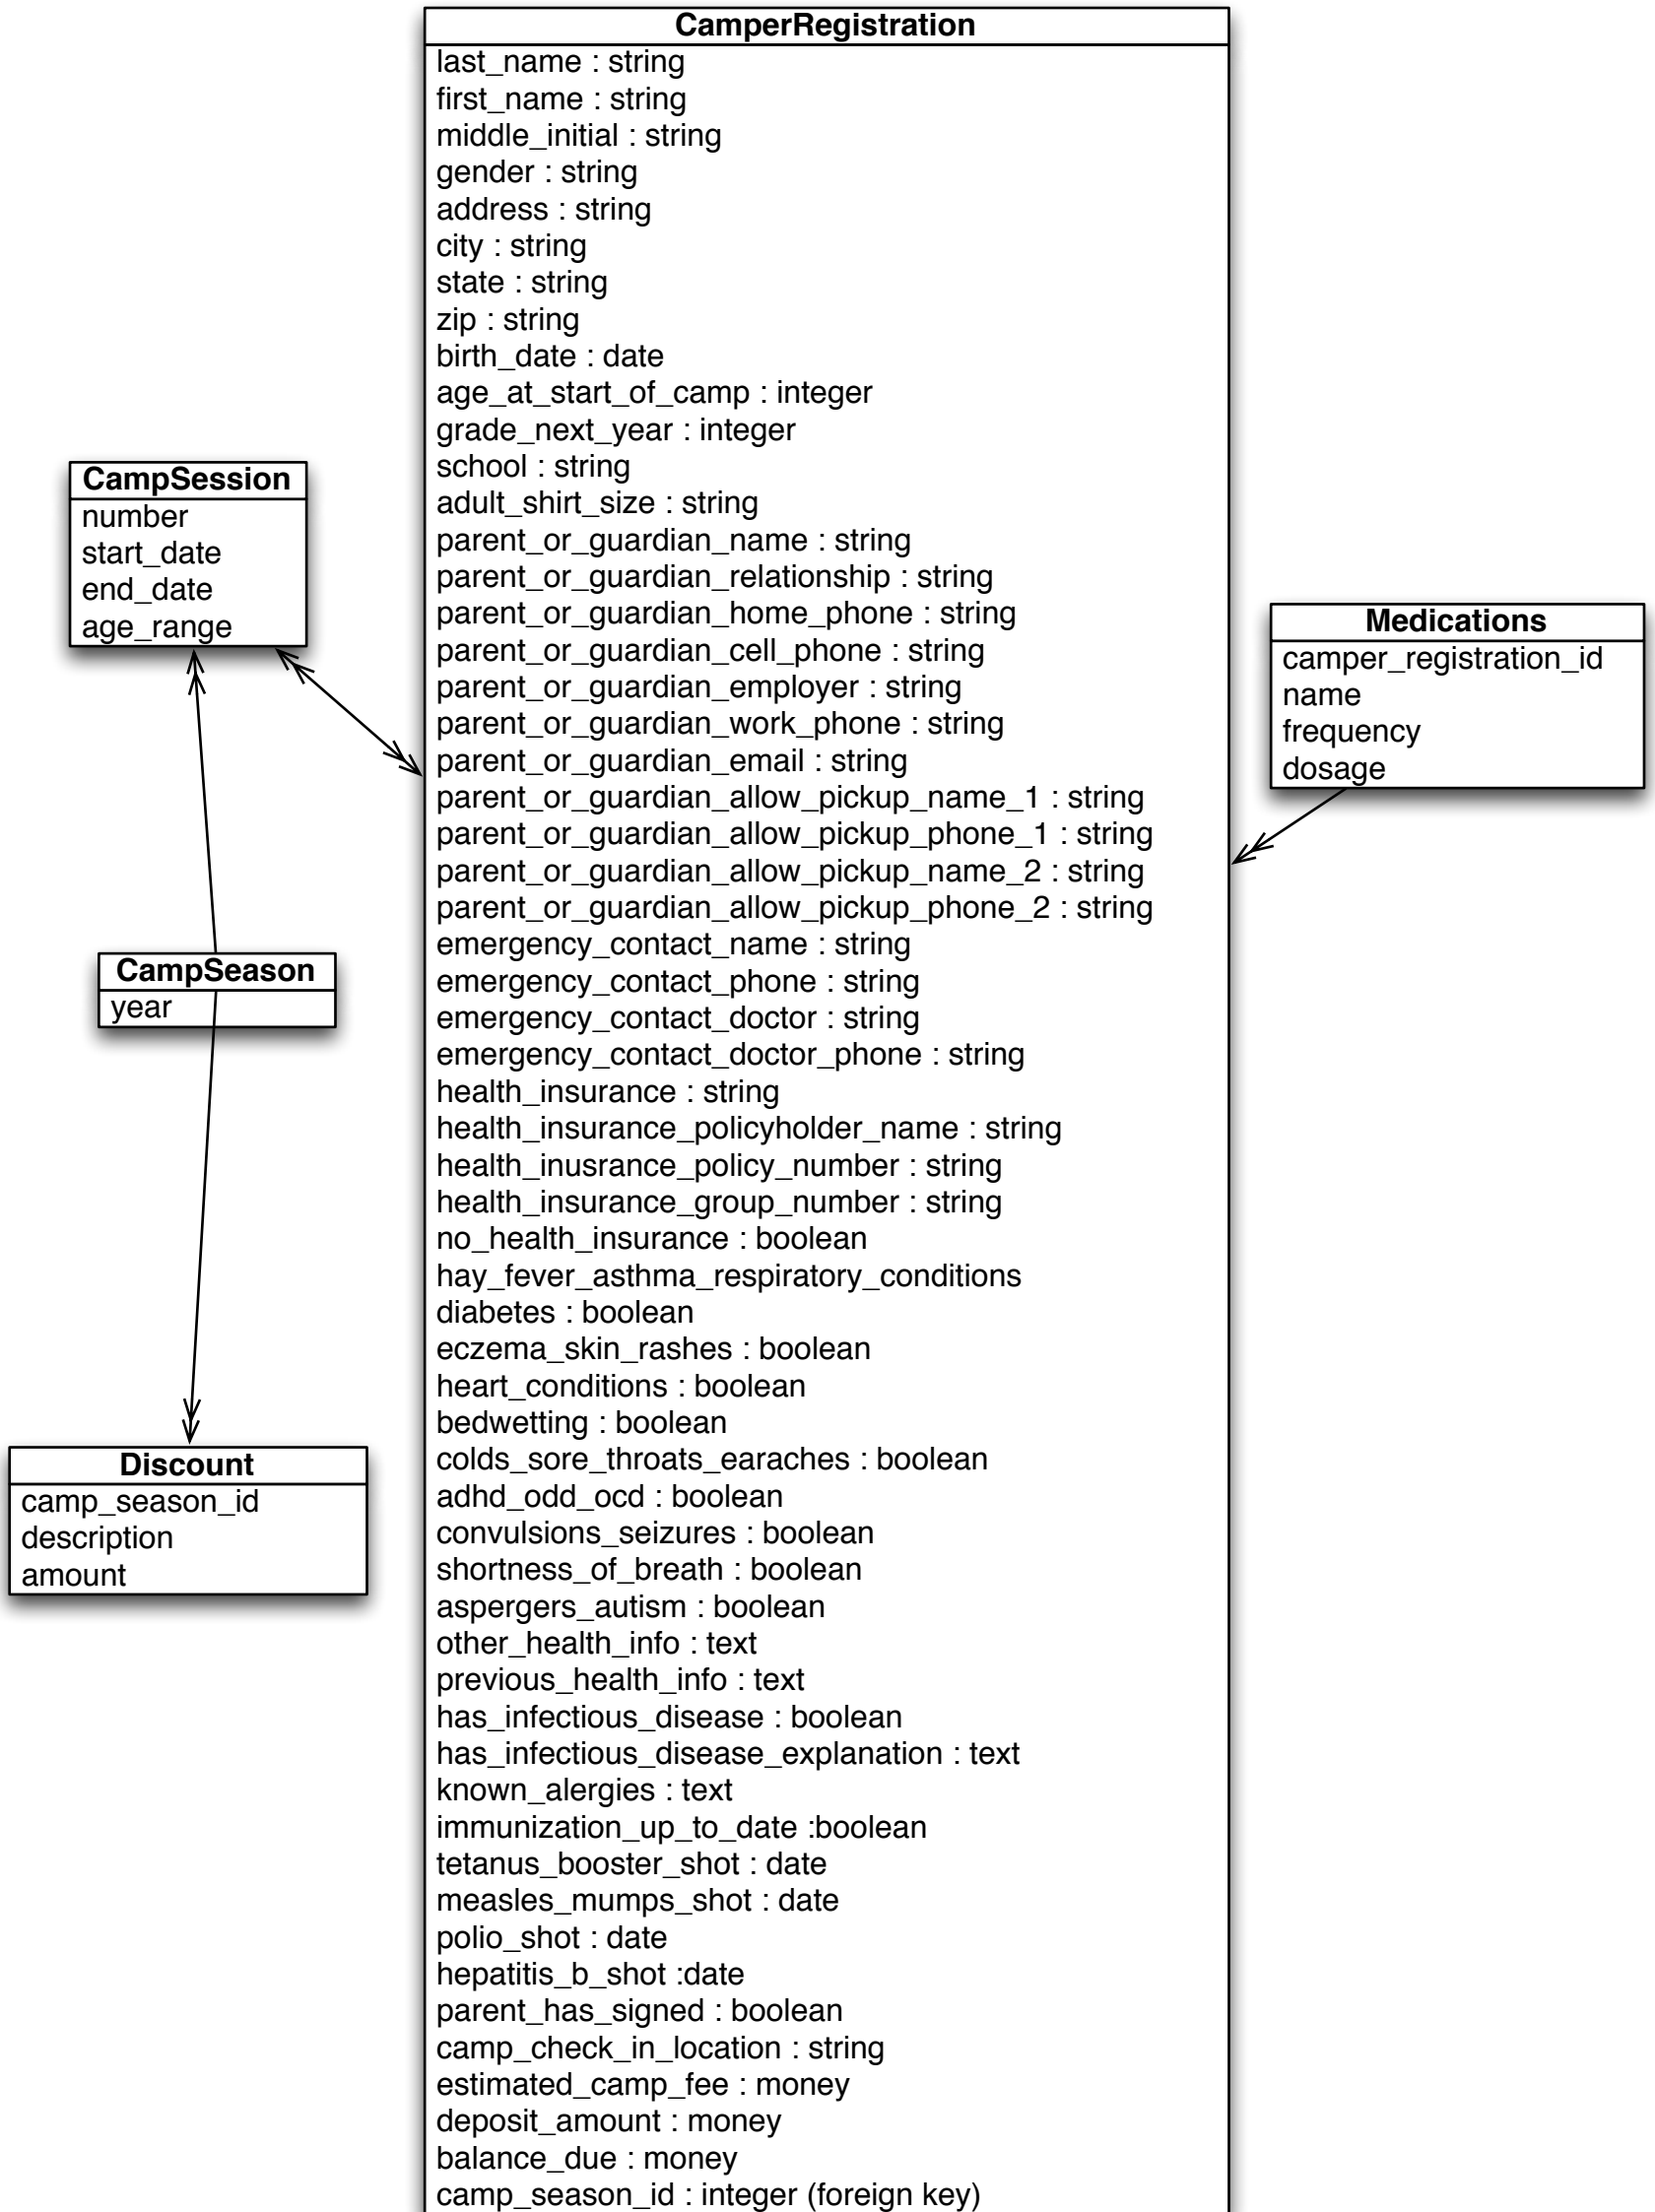 CamperRegistration
last_name : string
first_name : string
middle_initial : string
gender : string
address : string
city : string
state : string
zip : string
birth_date : date
age_at_start_of_camp : integer
grade_next_year : integer
school : string
adult_shirt_size : string
parent_or_guardian_name : string
parent_or_guardian_relationship : string
parent_or_guardian_home_phone : string
parent_or_guardian_cell_phone : string
parent_or_guardian_employer : string
parent_or_guardian_work_phone : string
parent_or_guardian_email : string
parent_or_guardian_allow_pickup_name_1 : string
parent_or_guardian_allow_pickup_phone_1 : string
parent_or_guardian_allow_pickup_name_2 : string
parent_or_guardian_allow_pickup_phone_2 : string
emergency_contact_name : string
emergency_contact_phone : string
emergency_contact_doctor : string
emergency_contact_doctor_phone : string
health_insurance : string
health_insurance_policyholder_name : string
health_inusrance_policy_number : string
health_insurance_group_number : string
no_health_insurance : boolean
hay_fever_asthma_respiratory_conditions
diabetes : boolean
eczema_skin_rashes : boolean
heart_conditions : boolean
bedwetting : boolean
colds_sore_throats_earaches : boolean
adhd_odd_ocd : boolean
convulsions_seizures : boolean
shortness_of_breath : boolean
aspergers_autism : boolean
other_health_info : text
previous_health_info : text
has_infectious_disease : boolean
has_infectious_disease_explanation : text
known_alergies : text
immunization_up_to_date :boolean
tetanus_booster_shot : date
measles_mumps_shot : date
polio_shot : date
hepatitis_b_shot :date
parent_has_signed : boolean
camp_check_in_location : string
estimated_camp_fee : money
deposit_amount : money
balance_due : money
camp_season_id : integer (foreign key)
CampSession
number
start_date
end_date
age_range
CampSeason
year
Discount
camp_season_id
description
amount
Medications
camper_registration_id
name
frequency
dosage